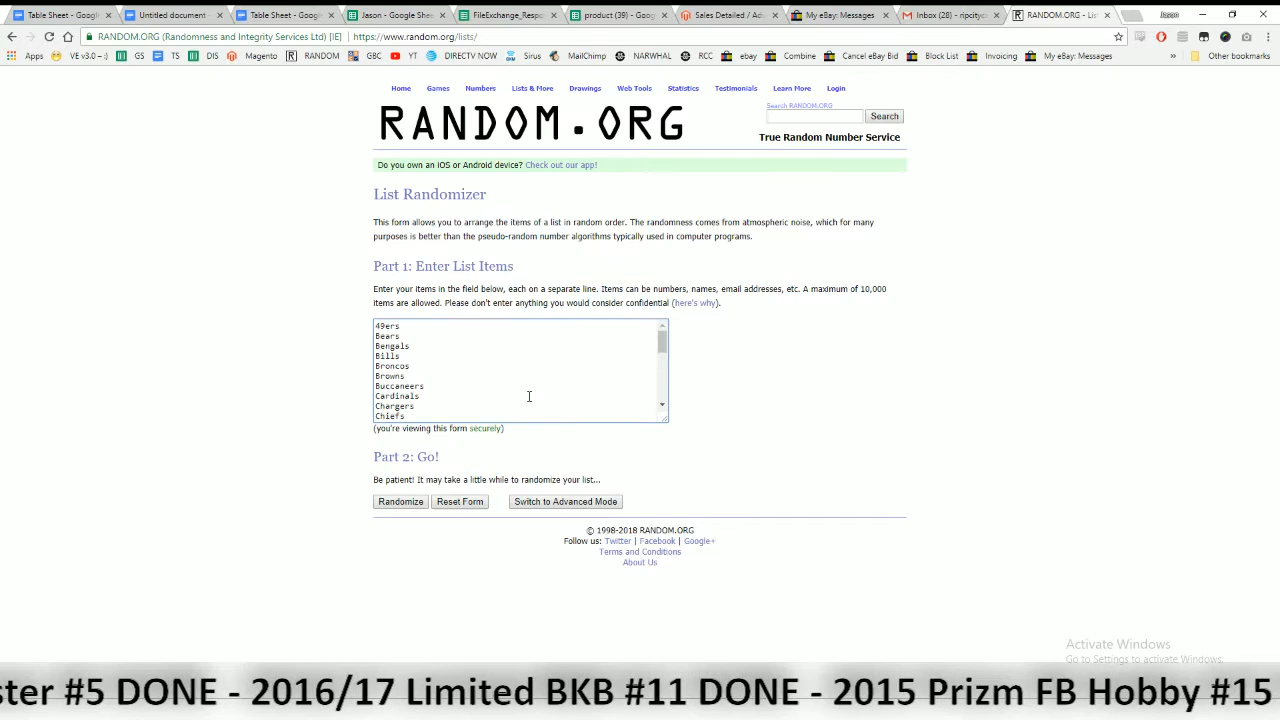 Table Sheet - Goog
Untitled document -
Table Sheet - Googl
Jason - Google Shee
FileExchange_Respo
product (39) - Goog
Sales Detailed / Ad
My eBay: Messages
Inbox (28) - ripcityc
RANDOM.ORG - Lis
Jason
RANDOM.ORG (Randomness and Integrity Services Ltd) [IE] https://www.random.org/lists/
Apps VE v3.0 -:) GS TS DIS Magento RANDOM GBC YT DIRECTV NOW Sirus MailChimp NARWHAL RCC ebay Combine Cancel eBay Bid Block List Invoicing My eBay: Messages » Other bookmarks
Home Games Numbers Lists & More Drawings Web Tools Statistics Testimonials Learn More Login
Search RANDOM.ORG
RANDOM.ORG
Search
True Random Number Service
Do you own an iOS or Android device? Check out our app!
List Randomizer
This form allows you to arrange the items of a list in random order. The randomness comes from atmospheric noise, which for many
purposes is better than the pseudo-random number algorithms typically used in computer programs.
Part 1: Enter List Items
Enter your items in the field below, each on a separate line. Items can be numbers, names, email addresses, etc. A maximum of 10,000
items are allowed. Please don't enter anything you would consider confidential (here's why).
49ers
Bears
Bengals
Bills
Broncos
Browns
Buccaneers
Cardinals
Chargers
Chiefs
(you're viewing this form securely)
Part 2: Go!
Be patient! It may take a little while to randomize your list...
Randomize Reset Form Switch to Advanced Mode
© 1998-2018 RANDOM.ORG
Follow us: Twitter | Facebook | Google+
Terms and Conditions
About Us
Activate Windows
Go to Settings to activate Windows.
ster #5 DONE - 2016/17 Limited BKB #11 DONE - 2015 Prizm FB Hobby #15